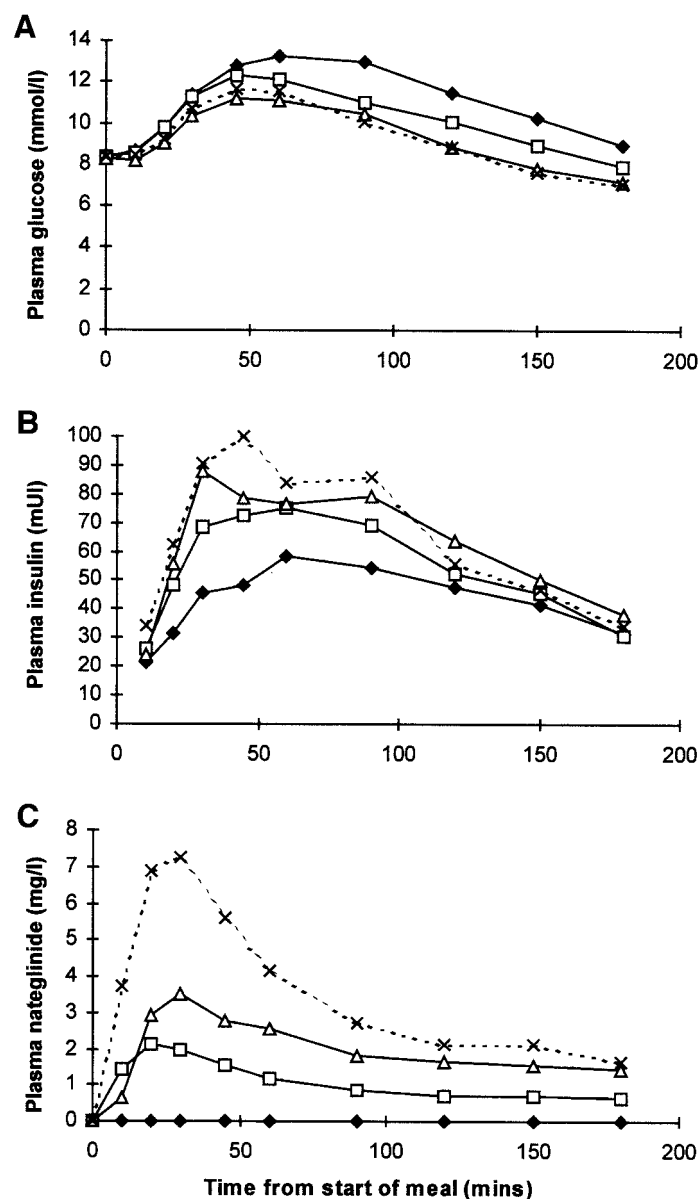 A
Plasma glucose (mmol/l)
14
12
10
8
6
4
2
0
0 50 100 150 200
B
Plasma insulin (mUl)
100
90
80
70
60
50
40
30
20
10
0
0 50 100 150 200
C
Plasma nateglinide (mg/l)
8
7
6
5
4
3
2
1
0
0 50 100 150 200
Time from start of meal (mins)